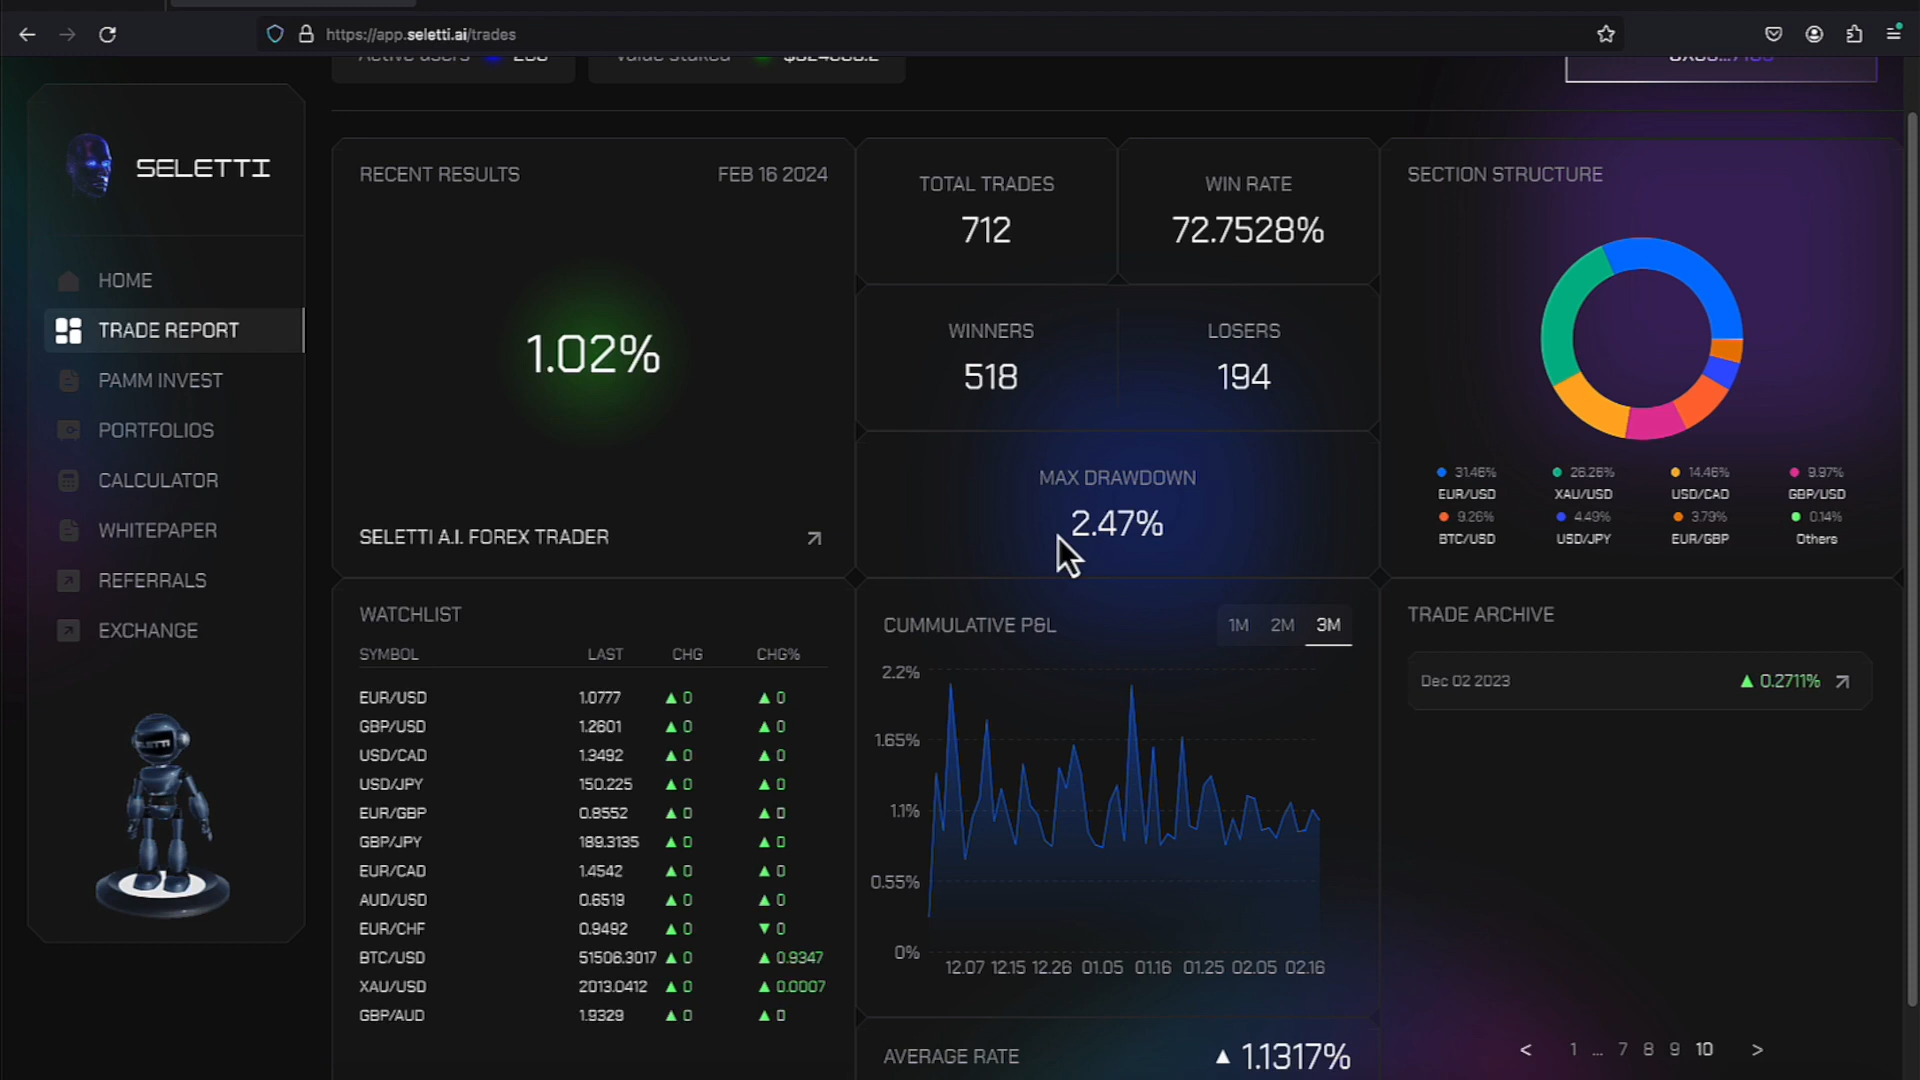 https://app.seletti.ai/trades
Active users
Value staked
SELETTI
HOME
TRADE REPORT
PAMM INVEST
PORTFOLIOS
CALCULATOR
WHITEPAPER
REFERRALS
EXCHANGE
RECENT RESULTS FEB 16 2024
1.02%
SELETTI A.I. FOREX TRADER
TOTAL TRADES
712
WIN RATE
72.7528%
WINNERS
518
LOSERS
194
MAX DRAWDOWN
2.47%
SECTION STRUCTURE
31.46% 26.26% 14.46% 9.97%
EUR/USD XAU/USD USD/CAD GBP/USD
9.26% 4.49% 3.79% 0.14%
BTC/USD USD/JPY EUR/GBP Others
WATCHLIST
SYMBOL LAST CHG CHG%
EUR/USD 1.0777 ▲ 0 ▲ 0
GBP/USD 1.2601 ▲ 0 ▲ 0
USD/CAD 1.3492 ▲ 0 ▲ 0
USD/JPY 150.225 ▲ 0 ▲ 0
EUR/GBP 0.8552 ▲ 0 ▲ 0
GBP/JPY 189.3135 ▲ 0 ▲ 0
EUR/CAD 1.4542 ▲ 0 ▲ 0
AUD/USD 0.6519 ▲ 0 ▲ 0
EUR/CHF 0.9492 ▲ 0 ▼ 0
BTC/USD 51506.3017 ▲ 0 ▲ 0.9347
XAU/USD 2013.0412 ▲ 0 ▲ 0.0007
GBP/AUD 1.9329 ▲ 0 ▲ 0
CUMMULATIVE P&L 1M 2M 3M
2.2%
1.65%
1.1%
0.55%
0%
12.07 12.15 12.26 01.05 01.16 01.25 02.05 02.16
AVERAGE RATE ▲ 1.1317%
TRADE ARCHIVE
Dec 02 2023 ▲ 0.2711%
< 1 ... 7 8 9 10 >